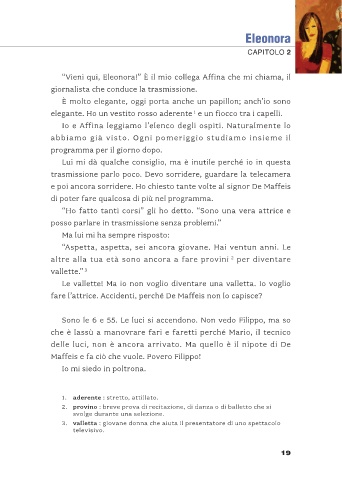 Eleonora
CAPITOLO 2
“Vieni qui, Eleonora!” È il mio collega Affina che mi chiama, il
giornalista che conduce la trasmissione.
È molto elegante, oggi porta anche un papillon; anch’io sono
elegante. Ho un vestito rosso aderente 1 e un fiocco tra i capelli.
Io e Affina leggiamo l’elenco degli ospiti. Naturalmente lo
abbiamo già visto. Ogni pomeriggio studiamo insieme il
programma per il giorno dopo.
Lui mi dà qualche consiglio, ma è inutile perché io in questa
trasmissione parlo poco. Devo sorridere, guardare la telecamera
e poi ancora sorridere. Ho chiesto tante volte al signor De Maffeis
di poter fare qualcosa di più nel programma.
“Ho fatto tanti corsi” gli ho detto. “Sono una vera attrice e
posso parlare in trasmissione senza problemi.”
Ma lui mi ha sempre risposto:
“Aspetta, aspetta, sei ancora giovane. Hai ventun anni. Le
altre alla tua età sono ancora a fare provini 2 per diventare
vallette.” 3
Le vallette! Ma io non voglio diventare una valletta. Io voglio
fare l’attrice. Accidenti, perché De Maffeis non lo capisce?
Sono le 6 e 55. Le luci si accendono. Non vedo Filippo, ma so
che è lassù a manovrare fari e faretti perché Mario, il tecnico
delle luci, non è ancora arrivato. Ma quello è il nipote di De
Maffeis e fa ciò che vuole. Povero Filippo!
Io mi siedo in poltrona.
1. aderente : stretto, attillato.
2. provino : breve prova di recitazione, di danza o di balletto che si
svolge durante una selezione.
3. valletta : giovane donna che aiuta il presentatore di uno spettacolo
televisivo.
19